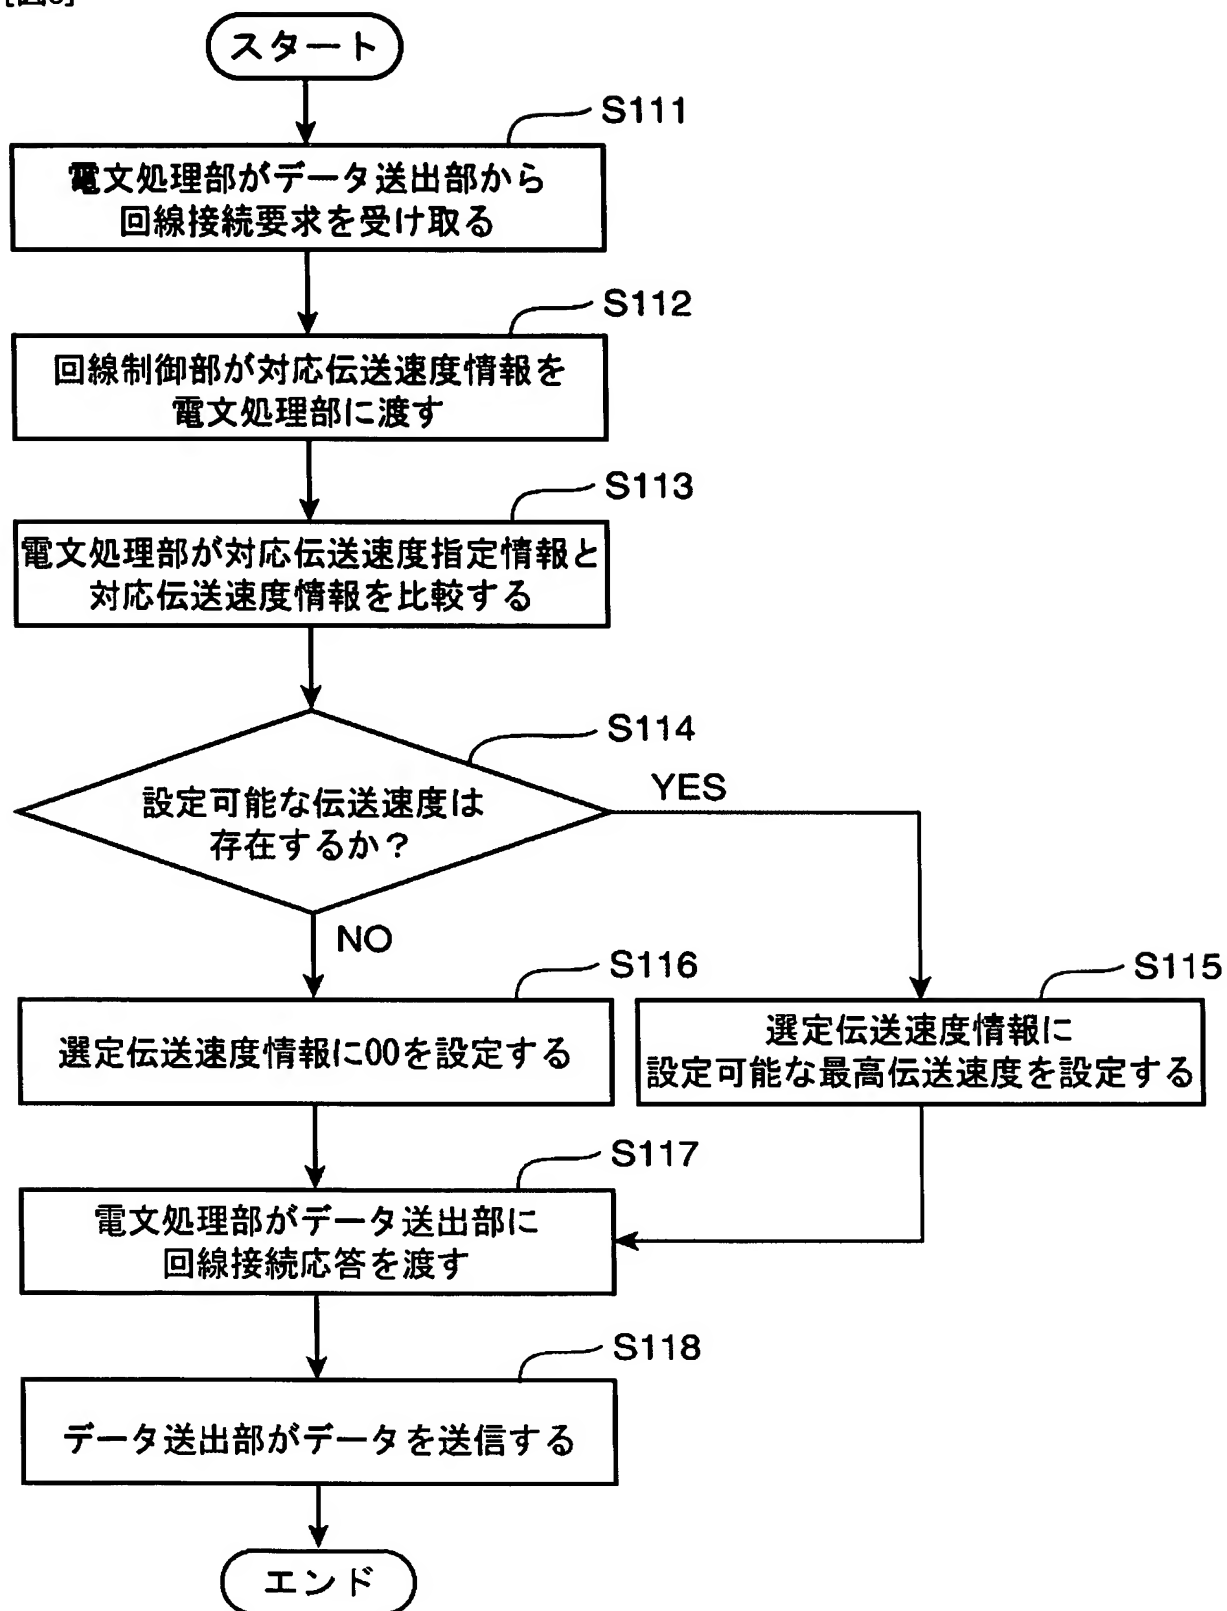 スタート
S111
電文処理部がデータ送出部から
回線接続要求を受け取る
S112
回線制御部が対応伝送速度情報を
電文処理部に渡す
S113
電文処理部が対応伝送速度指定情報と
対応伝送速度情報を比較する
S114
設定可能な伝送速度は
存在するか?
YES
NO
S116
選定伝送速度情報に00を設定する
S115
選定伝送速度情報に
設定可能な最高伝送速度を設定する
S117
電文処理部がデータ送出部に
回線接続応答を渡す
S118
データ送出部がデータを送信する
エンド